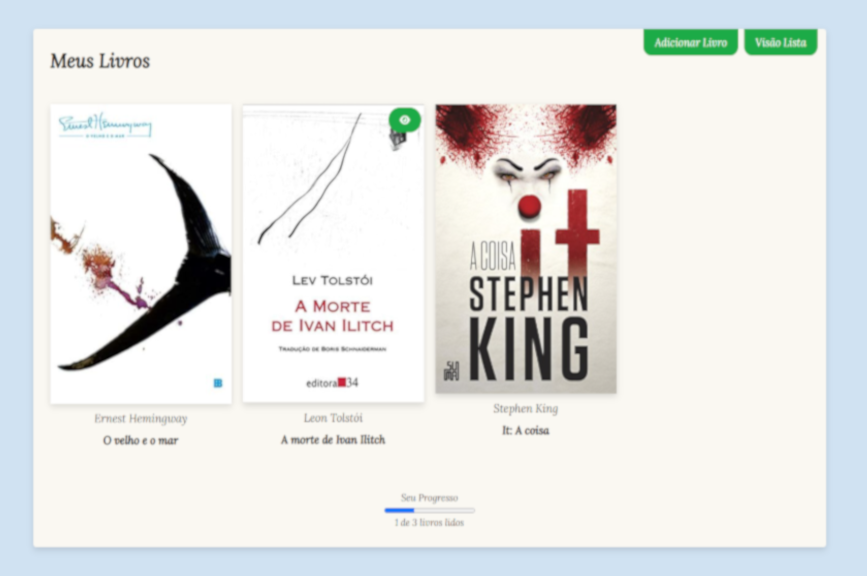 Adicionar Livro
Visão Lista
Meus Livros
Ernest Hemingway
O VELHO E O MAR
LEV TOLSTÓI
A MORTE
DE IVAN ILITCH
TRADUÇÃO DE BORIS SCHNAIDERMAN
editora 34
A COISA
it
STEPHEN
KING
SU
MA
Ernest Hemingway
O velho e o mar
Leon Tolstói
A morte de Ivan Ilitch
Stephen King
It: A coisa
Seu Progresso
1 de 3 livros lidos